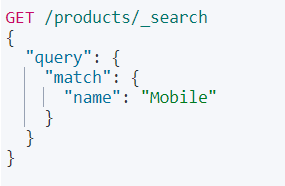 GET /products/_search
{
  "query": {
    "match": {
      "name": "Mobile"
    }
  }
}